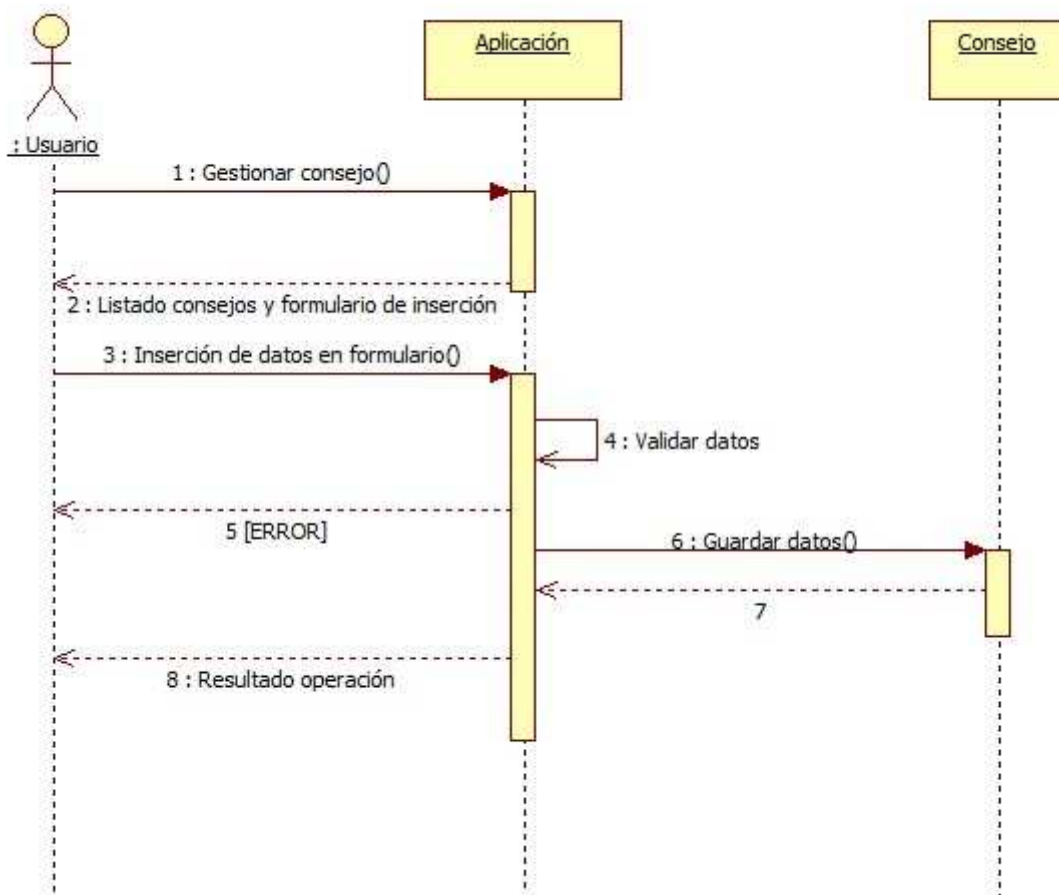 Aplicación
Consejo
: Usuario
1 : Gestionar consejo()
2 : Listado consejos y formulario de inserción
3 : Inserción de datos en formulario()
4 : Validar datos
5 [ERROR]
6 : Guardar datos()
7
8 : Resultado operación